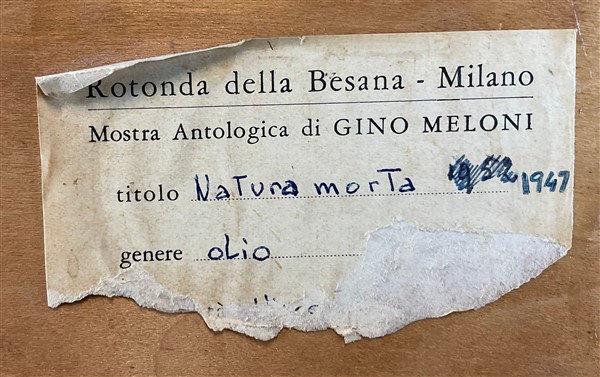 Rotonda della Besana - Milano
Mostra Antologica di GINO MELONI
titolo Natura morta 1947
genere olio